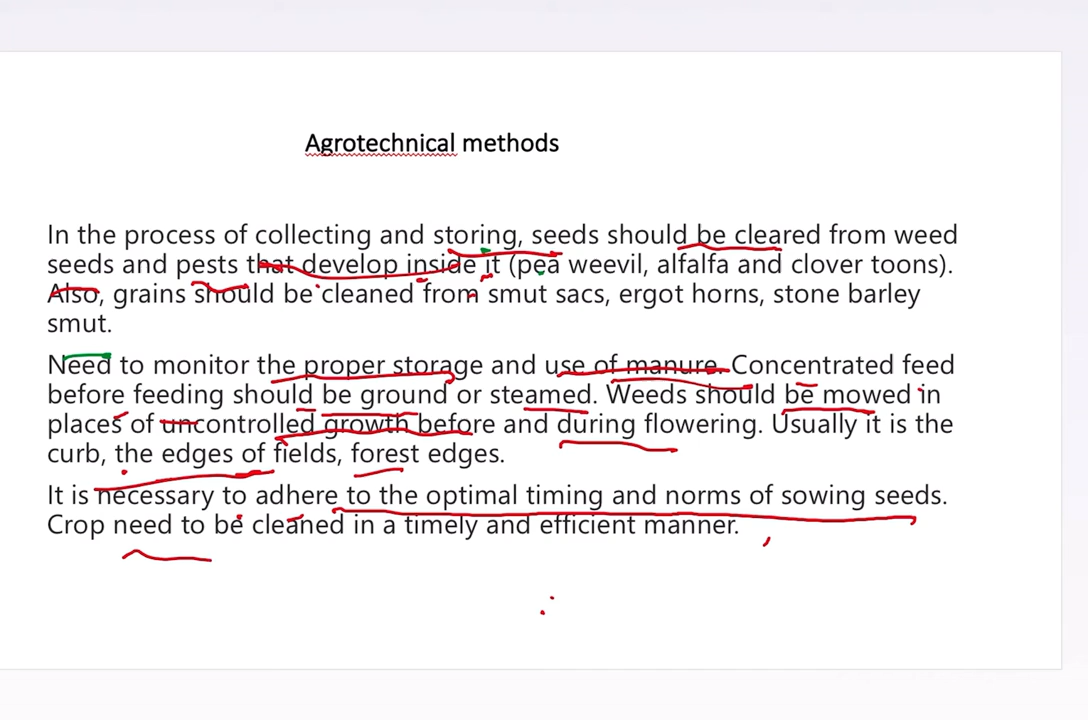 Agrotechnical methods
In the process of collecting and storing, seeds should be cleared from weed
seeds and pests that develop inside it (pea weevil, alfalfa and clover toons).
Also, grains should be cleaned from smut sacs, ergot horns, stone barley
smut.
Need to monitor the proper storage and use of manure. Concentrated feed
before feeding should be ground or steamed. Weeds should be mowed in
places of uncontrolled growth before and during flowering. Usually it is the
curb, the edges of fields, forest edges.
It is necessary to adhere to the optimal timing and norms of sowing seeds.
Crop need to be cleaned in a timely and efficient manner.